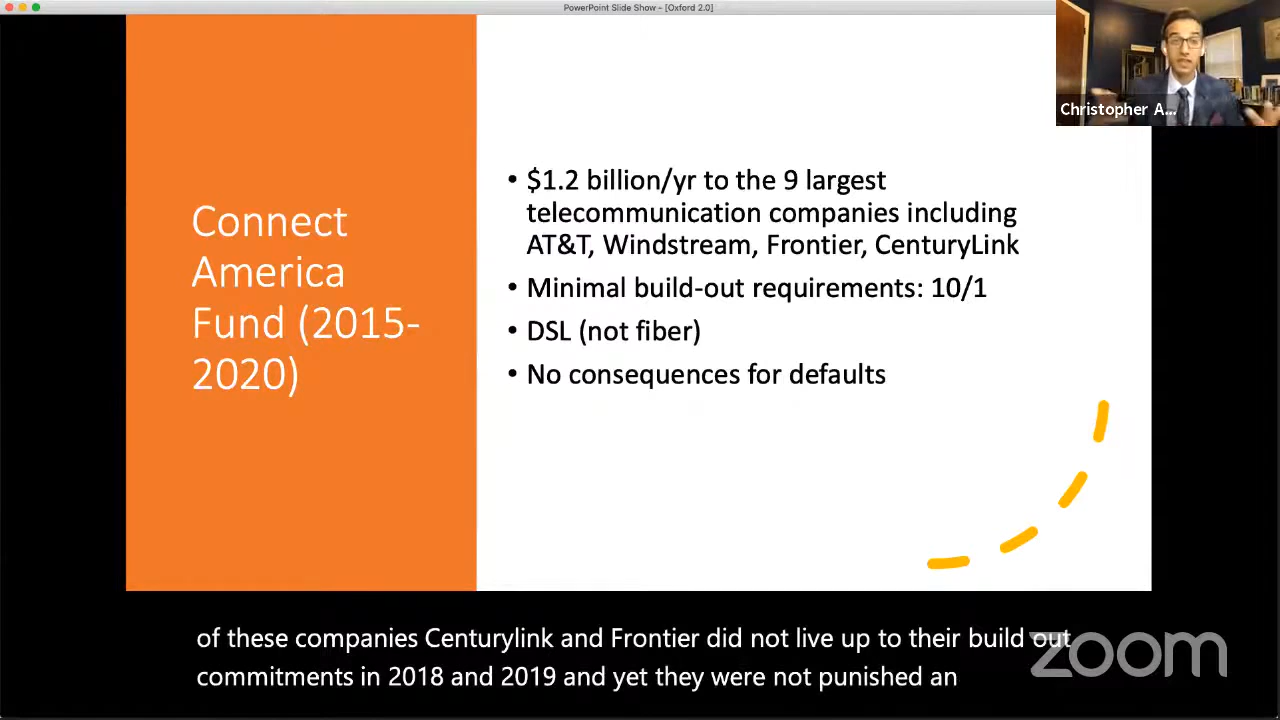 PowerPoint Slide Show - [Oxford 2.0]
Christopher A...
Connect
America
Fund (2015-
2020)
• $1.2 billion/yr to the 9 largest
telecommunication companies including
AT&T, Windstream, Frontier, CenturyLink
• Minimal build-out requirements: 10/1
• DSL (not fiber)
• No consequences for defaults
of these companies Centurylink and Frontier did not live up to their build out
commitments in 2018 and 2019 and yet they were not punished an
zoom